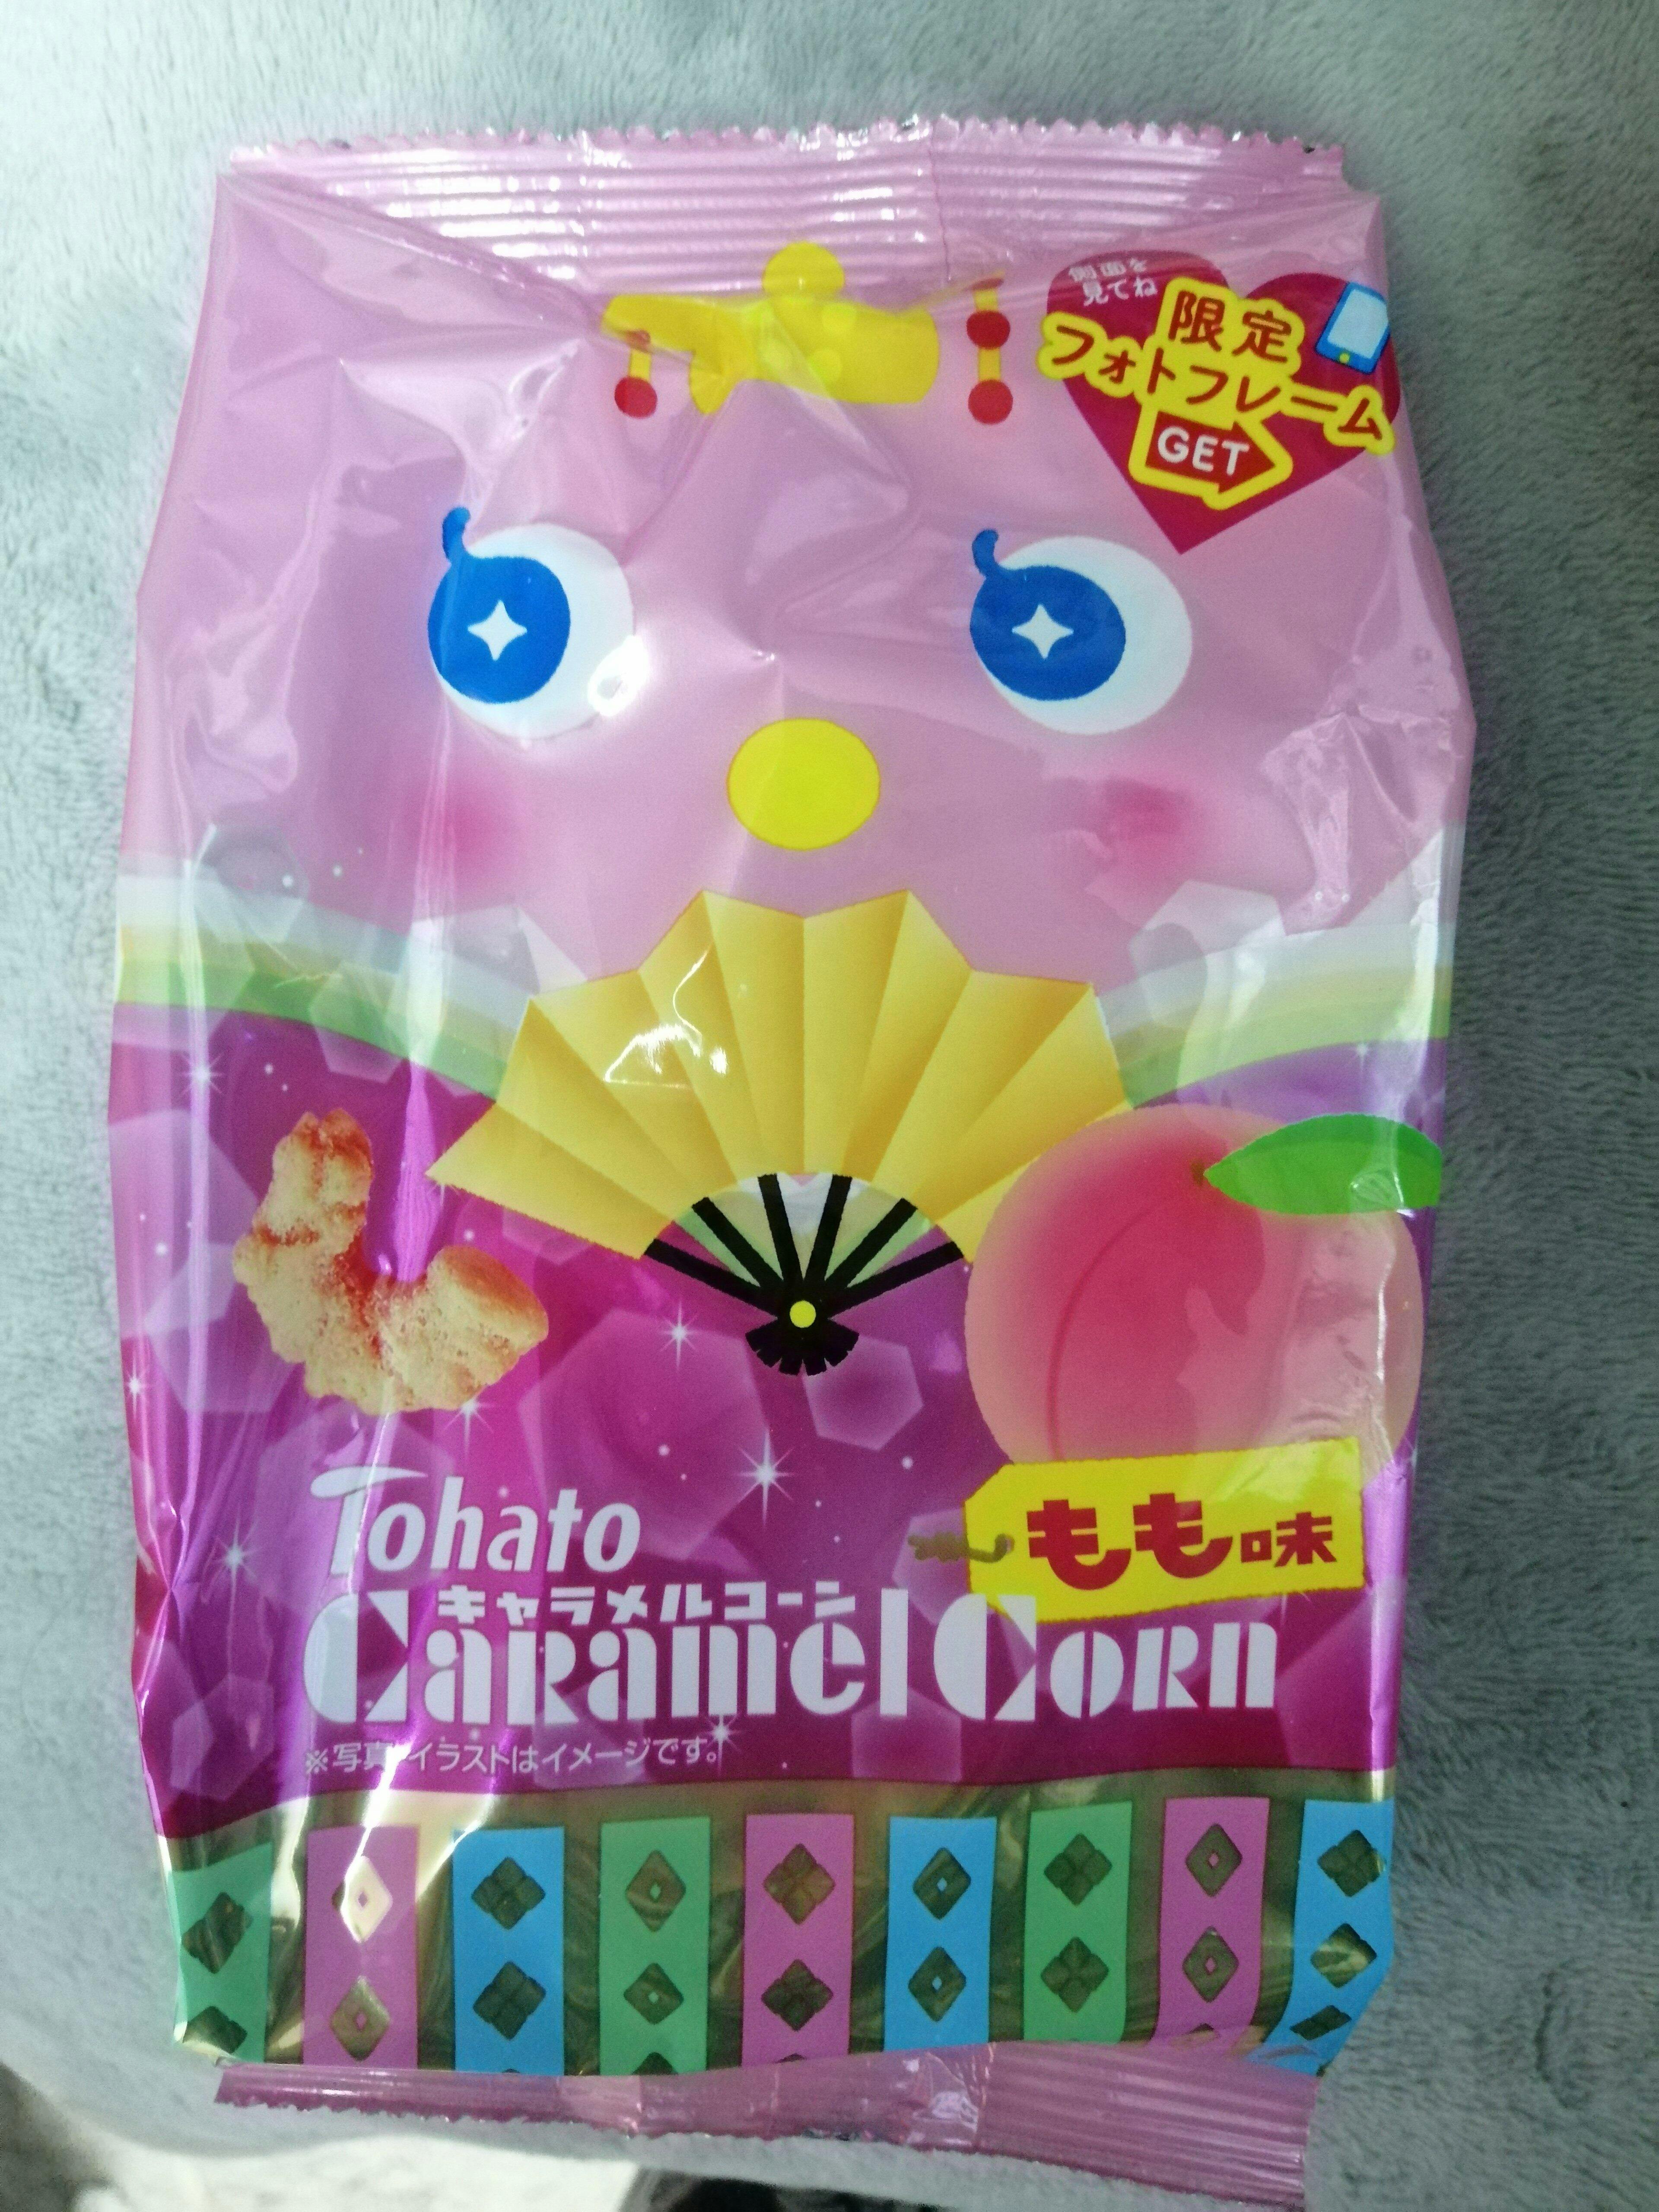 側面を
見てね
限定
フォトフレーム
GET
もも味
Tohato
キャラメルコーン
Caramel Corn
※写真・イラストはイメージです。